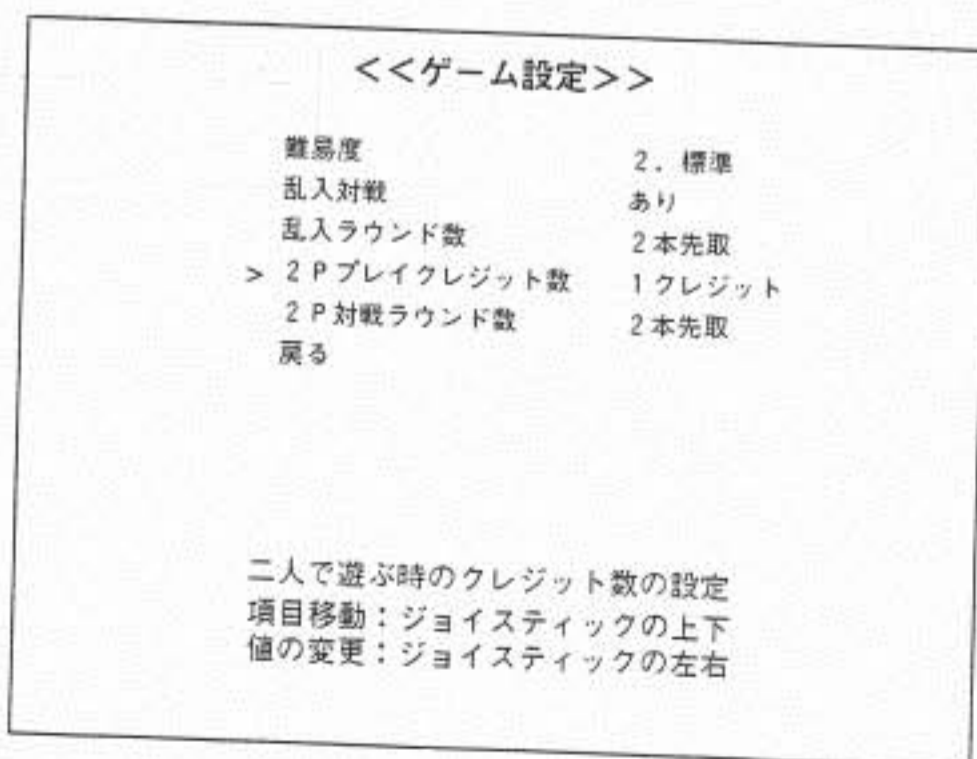 <<ゲーム設定>>
難易度 2. 標準
乱入対戦 あり
乱入ラウンド数 2本先取
> 2Pプレイクレジット数 1クレジット
2P対戦ラウンド数 2本先取
戻る
二人で遊ぶ時のクレジット数の設定
項目移動:ジョイスティックの上下
値の変更:ジョイスティックの左右